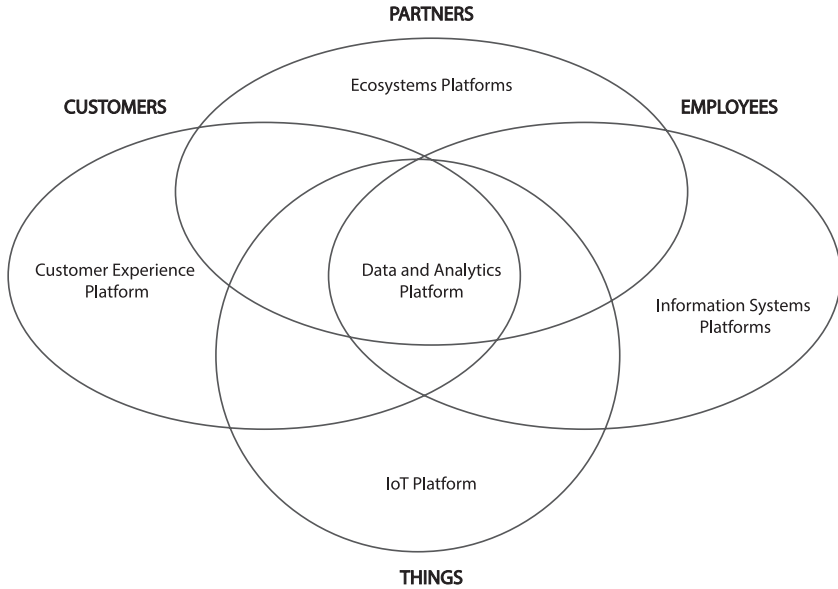 PARTNERS
Ecosystems Platforms
CUSTOMERS
EMPLOYEES
Customer Experience
Platform
Data and Analytics
Platform
Information Systems
Platforms
IoT Platform
THINGS